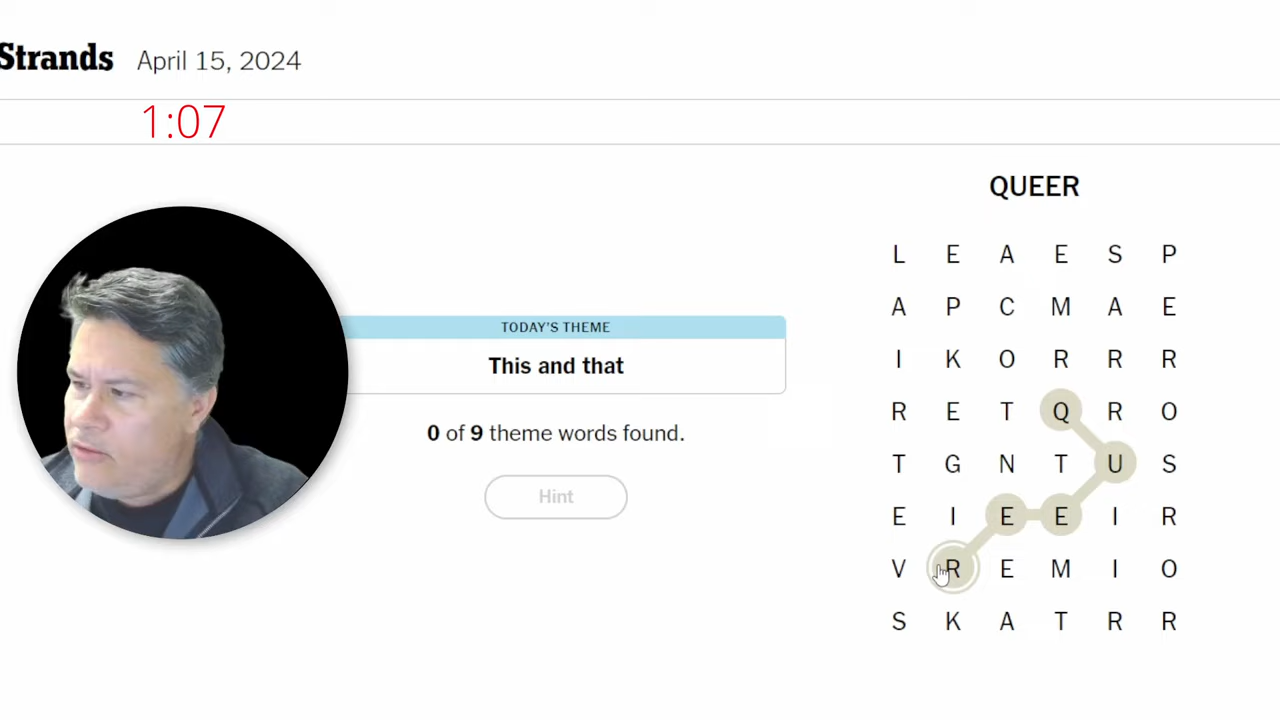 Strands April 15, 2024
1:07
QUEER
TODAY'S THEME
This and that
0 of 9 theme words found.
Hint
L E A E S P
A P C M A E
I K O R R R
R E T Q R O
T G N T U S
E I E E I R
V R E M I O
S K A T R R